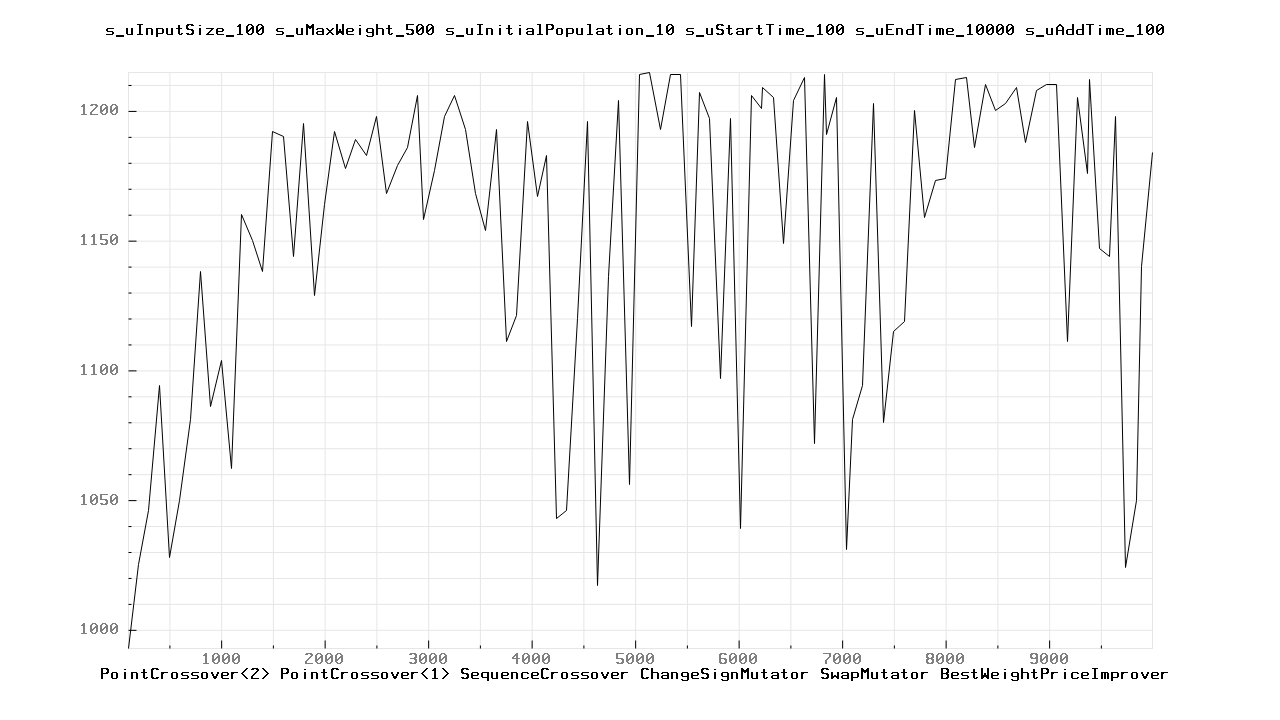 s_uInputSize_100 s_uMaxWeight_500 s_uInitialPopulation_10 s_uStartTime_100 s_uEndTime_10000 s_uAddTime_100
1200
1150
1100
1050
1000
1000 2000 3000 4000 5000 6000 7000 8000 9000
PointCrossover<2> PointCrossover<1> SequenceCrossover ChangeSignMutator SwapMutator BestWeightPriceImprover